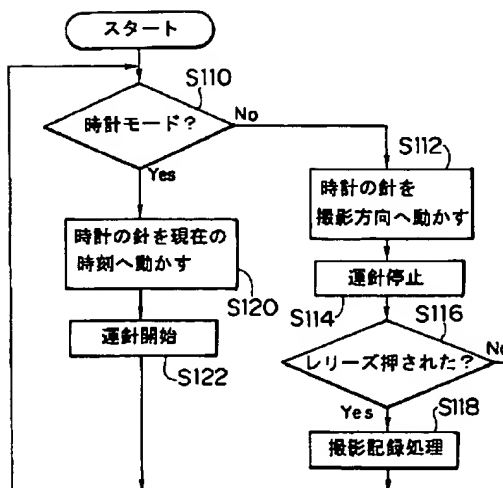 スタート
S110
時計モード?
No
Yes
S112
時計の針を
撮影方向へ動かす
時計の針を現在の
時刻へ動かす
S120
運針停止
S114
S116
運針開始
S122
レリーズ押された?
No
Yes
S118
撮影記録処理